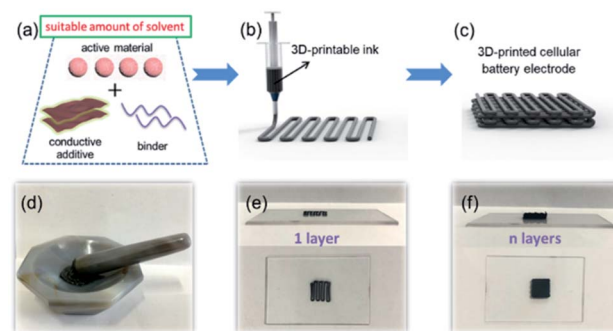 (a)
suitable amount of solvent
active material
+
conductive
additive
binder
(b)
3D-printable ink
(c)
3D-printed cellular
battery electrode
(d)
(e)
1 layer
(f)
n layers